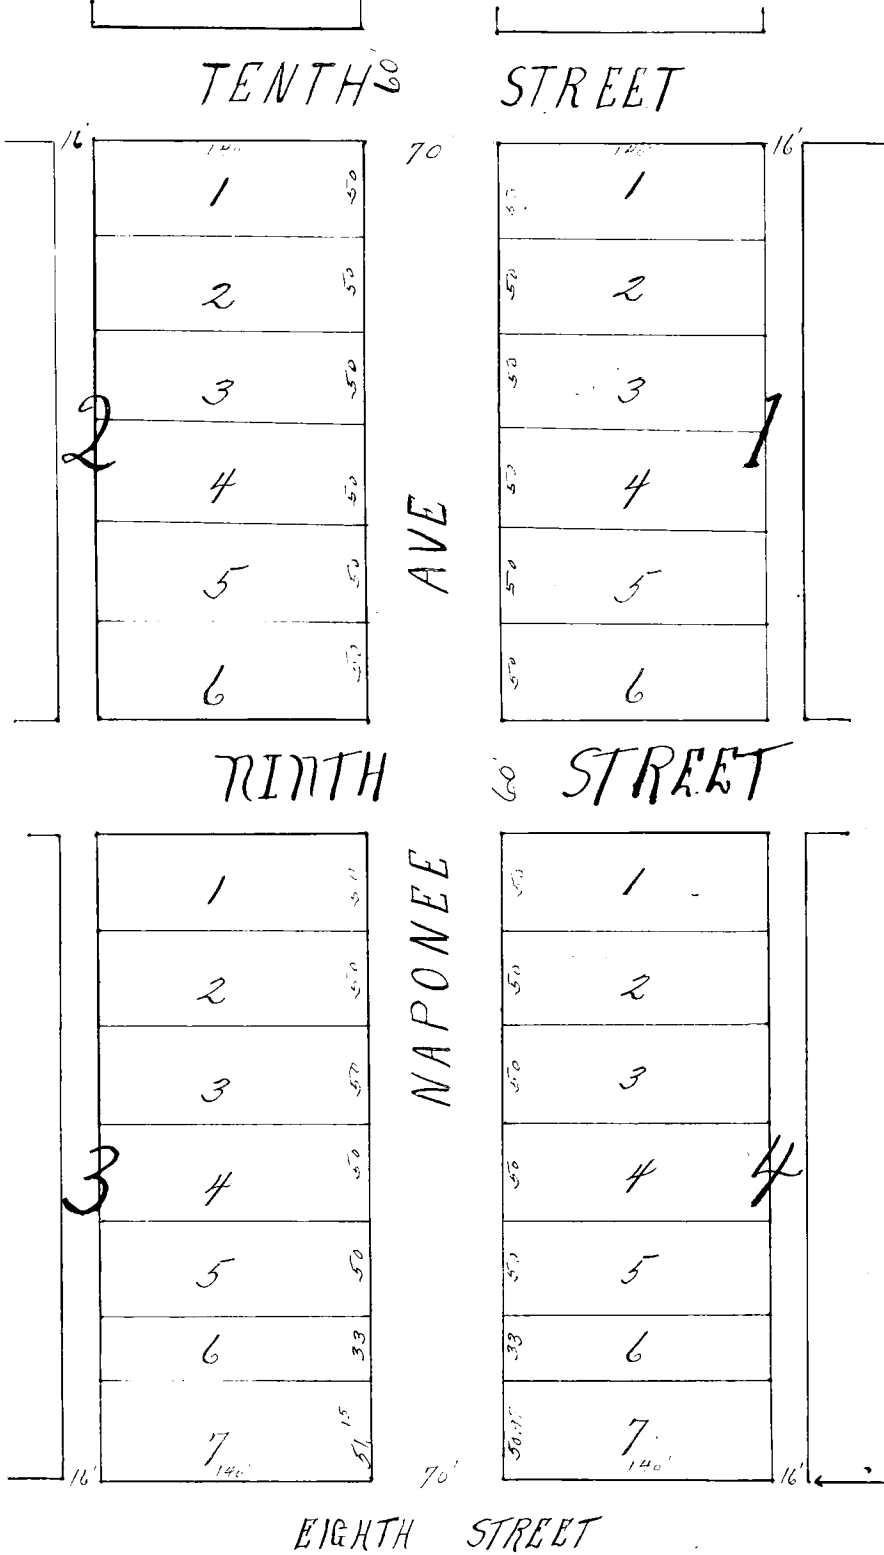 TENTH 60' STREET
16' 140' 70 140' 16'
1 50 50 1
2 50 50 2
3 50 50 3
2 1
4 50 50 4
AVE
5 50 50 5
6 50 50 6
NINTH 60' STREET
1 50 50 1
2 50 50 2
NAPONEE
3 50 50 3
3 4 50 50 4 4
5 50 50 5
6 33 33 6
7 51.15 7
16' 140' 70' 140' 16'
EIGHTH STREET